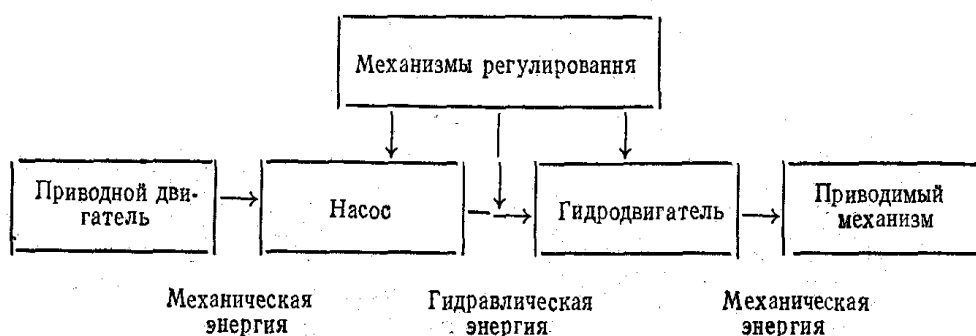 Механизмы регулирования
Приводной дви-
гатель
Насос
Гидродвигатель
Приводимый
механизм
Механическая
энергия
Гидравлическая
энергия
Механическая
энергия